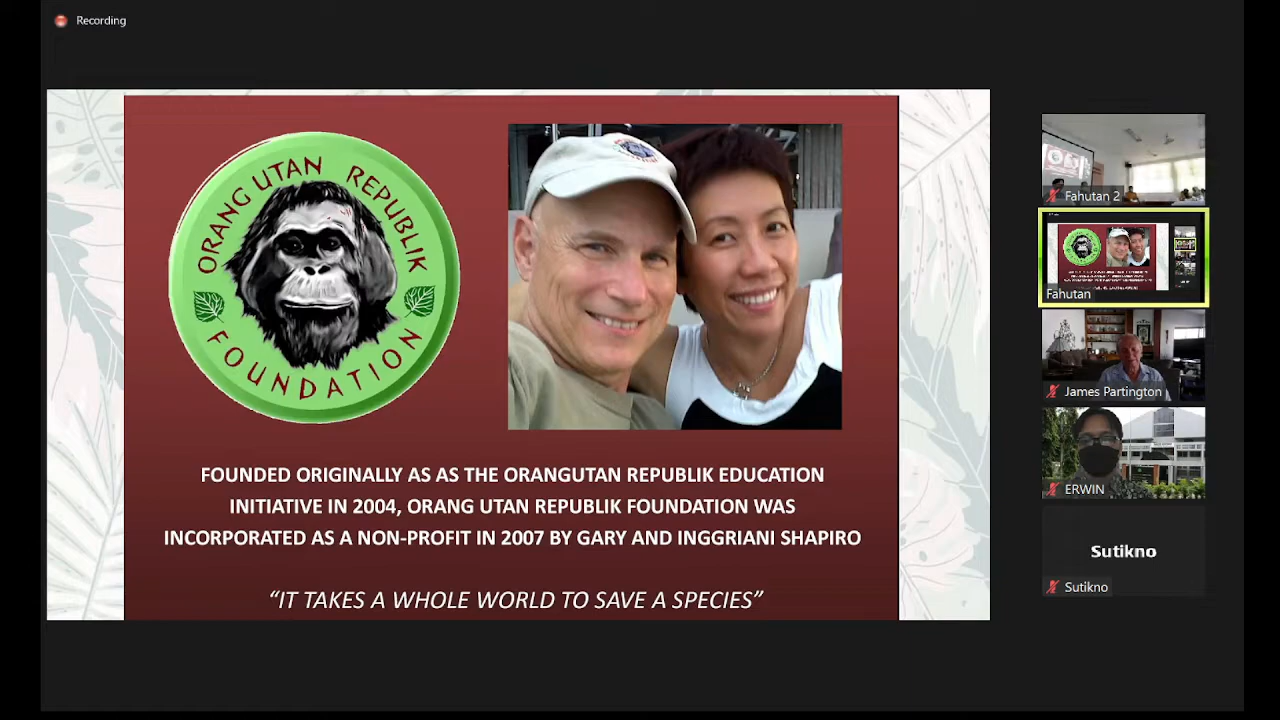 Recording
ORANG UTAN REPUBLIK
FOUNDATION
FOUNDED ORIGINALLY AS AS THE ORANGUTAN REPUBLIK EDUCATION
INITIATIVE IN 2004, ORANG UTAN REPUBLIK FOUNDATION WAS
INCORPORATED AS A NON-PROFIT IN 2007 BY GARY AND INGGRIANI SHAPIRO
“IT TAKES A WHOLE WORLD TO SAVE A SPECIES”
Fahutan 2
Fahutan
James Partington
ERWIN
Sutikno
Sutikno